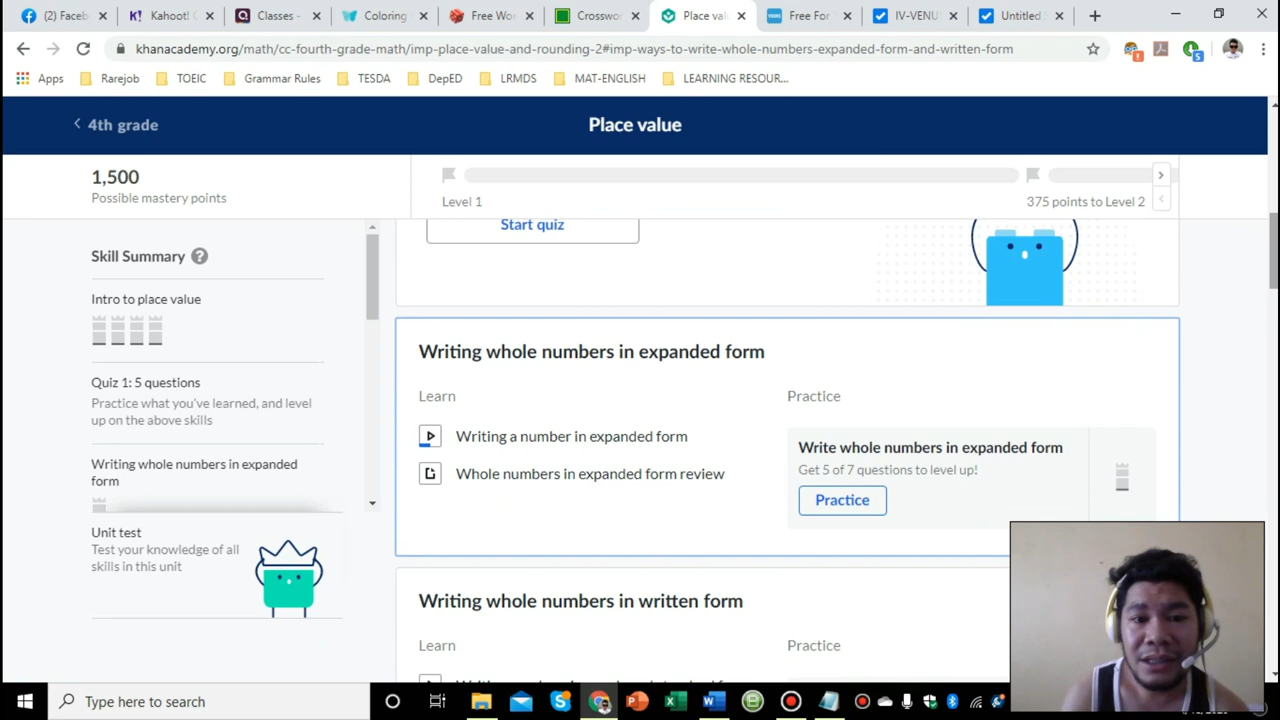 (2) Faceb
Kahoot! C
Classes -
Coloring
Free Wor
Crosswor
Place valu
Free For
IV-VENU
Untitled S
khanacademy.org/math/cc-fourth-grade-math/imp-place-value-and-rounding-2#imp-ways-to-write-whole-numbers-expanded-form-and-written-form
Apps Rarejob TOEIC Grammar Rules TESDA DepED LRMDS MAT-ENGLISH LEARNING RESOUR...
4th grade
Place value
1,500
Possible mastery points
Level 1
375 points to Level 2
Start quiz
Skill Summary ?
Intro to place value
Quiz 1: 5 questions
Practice what you've learned, and level
up on the above skills
Writing whole numbers in expanded
form
Unit test
Test your knowledge of all
skills in this unit
Writing whole numbers in expanded form
Learn
Practice
Writing a number in expanded form
Whole numbers in expanded form review
Write whole numbers in expanded form
Get 5 of 7 questions to level up!
Practice
Writing whole numbers in written form
Learn
Practice
Type here to search